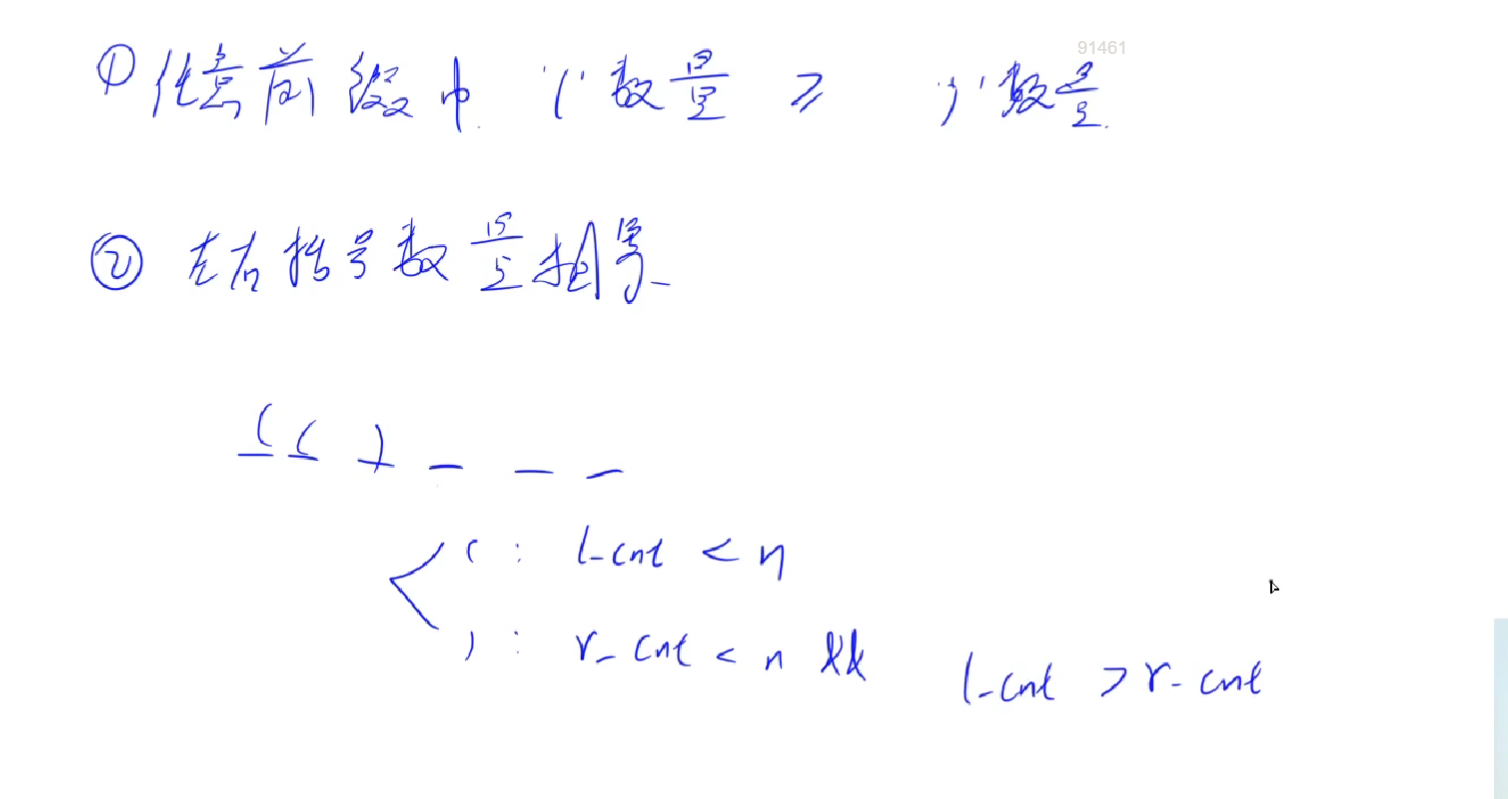 91461
① 任意前缀中 '(' 数量 ≥ ')' 数量.
② 左右括号数量相等
( ( ) _ _ _
( : l_cnt < n
) : r_cnt < n && l_cnt > r_cnt